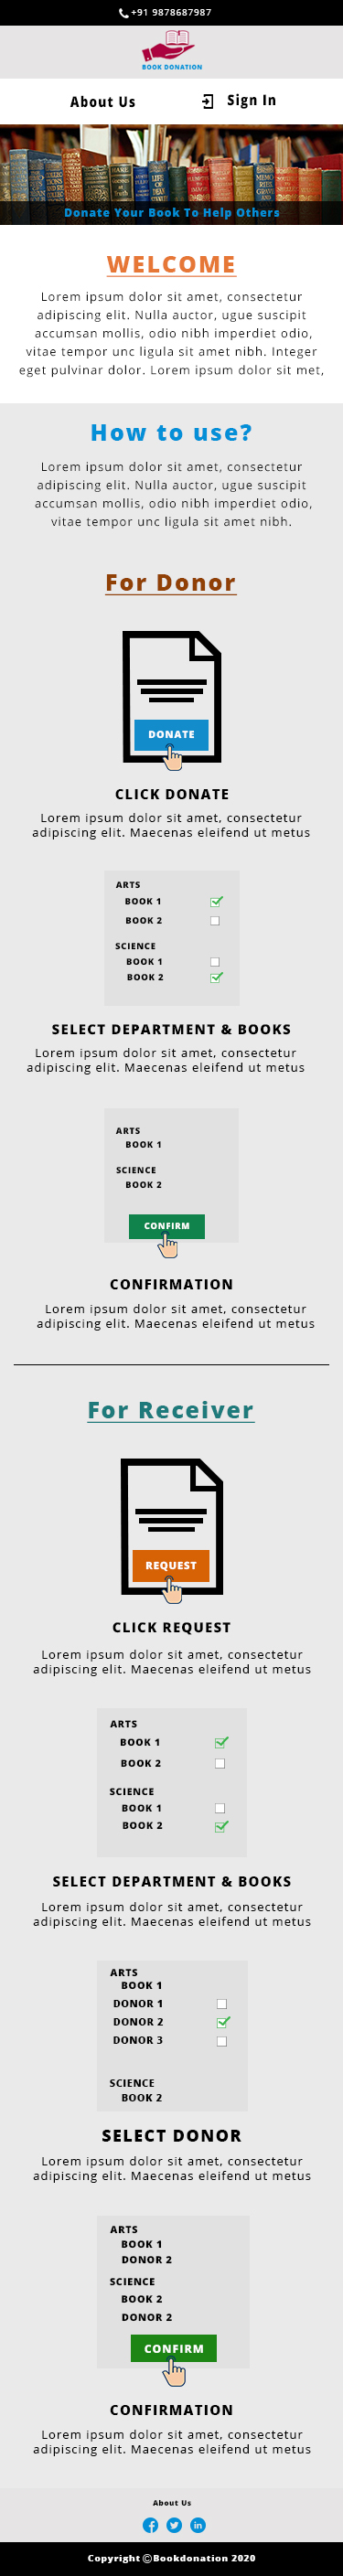 +91 9878687987
BOOK DONATION
About Us
Sign In
Donate Your Book To Help Others
WELCOME
Lorem ipsum dolor sit amet, consectetur
adipiscing elit. Nulla auctor, ugue suscipit
accumsan mollis, odio nibh imperdiet odio,
vitae tempor unc ligula sit amet nibh. Integer
eget pulvinar dolor. Lorem ipsum dolor sit met,
How to use?
Lorem ipsum dolor sit amet, consectetur
adipiscing elit. Nulla auctor, ugue suscipit
accumsan mollis, odio nibh imperdiet odio,
vitae tempor unc ligula sit amet nibh.
For Donor
DONATE
CLICK DONATE
Lorem ipsum dolor sit amet, consectetur
adipiscing elit. Maecenas eleifend ut metus
ARTS
BOOK 1
BOOK 2
SCIENCE
BOOK 1
BOOK 2
SELECT DEPARTMENT & BOOKS
Lorem ipsum dolor sit amet, consectetur
adipiscing elit. Maecenas eleifend ut metus
ARTS
BOOK 1
SCIENCE
BOOK 2
CONFIRM
CONFIRMATION
Lorem ipsum dolor sit amet, consectetur
adipiscing elit. Maecenas eleifend ut metus
For Receiver
REQUEST
CLICK REQUEST
Lorem ipsum dolor sit amet, consectetur
adipiscing elit. Maecenas eleifend ut metus
ARTS
BOOK 1
BOOK 2
SCIENCE
BOOK 1
BOOK 2
SELECT DEPARTMENT & BOOKS
Lorem ipsum dolor sit amet, consectetur
adipiscing elit. Maecenas eleifend ut metus
ARTS
BOOK 1
DONOR 1
DONOR 2
DONOR 3
SCIENCE
BOOK 2
SELECT DONOR
Lorem ipsum dolor sit amet, consectetur
adipiscing elit. Maecenas eleifend ut metus
ARTS
BOOK 1
DONOR 2
SCIENCE
BOOK 2
DONOR 2
CONFIRM
CONFIRMATION
Lorem ipsum dolor sit amet, consectetur
adipiscing elit. Maecenas eleifend ut metus
About Us
Copyright ©Bookdonation 2020